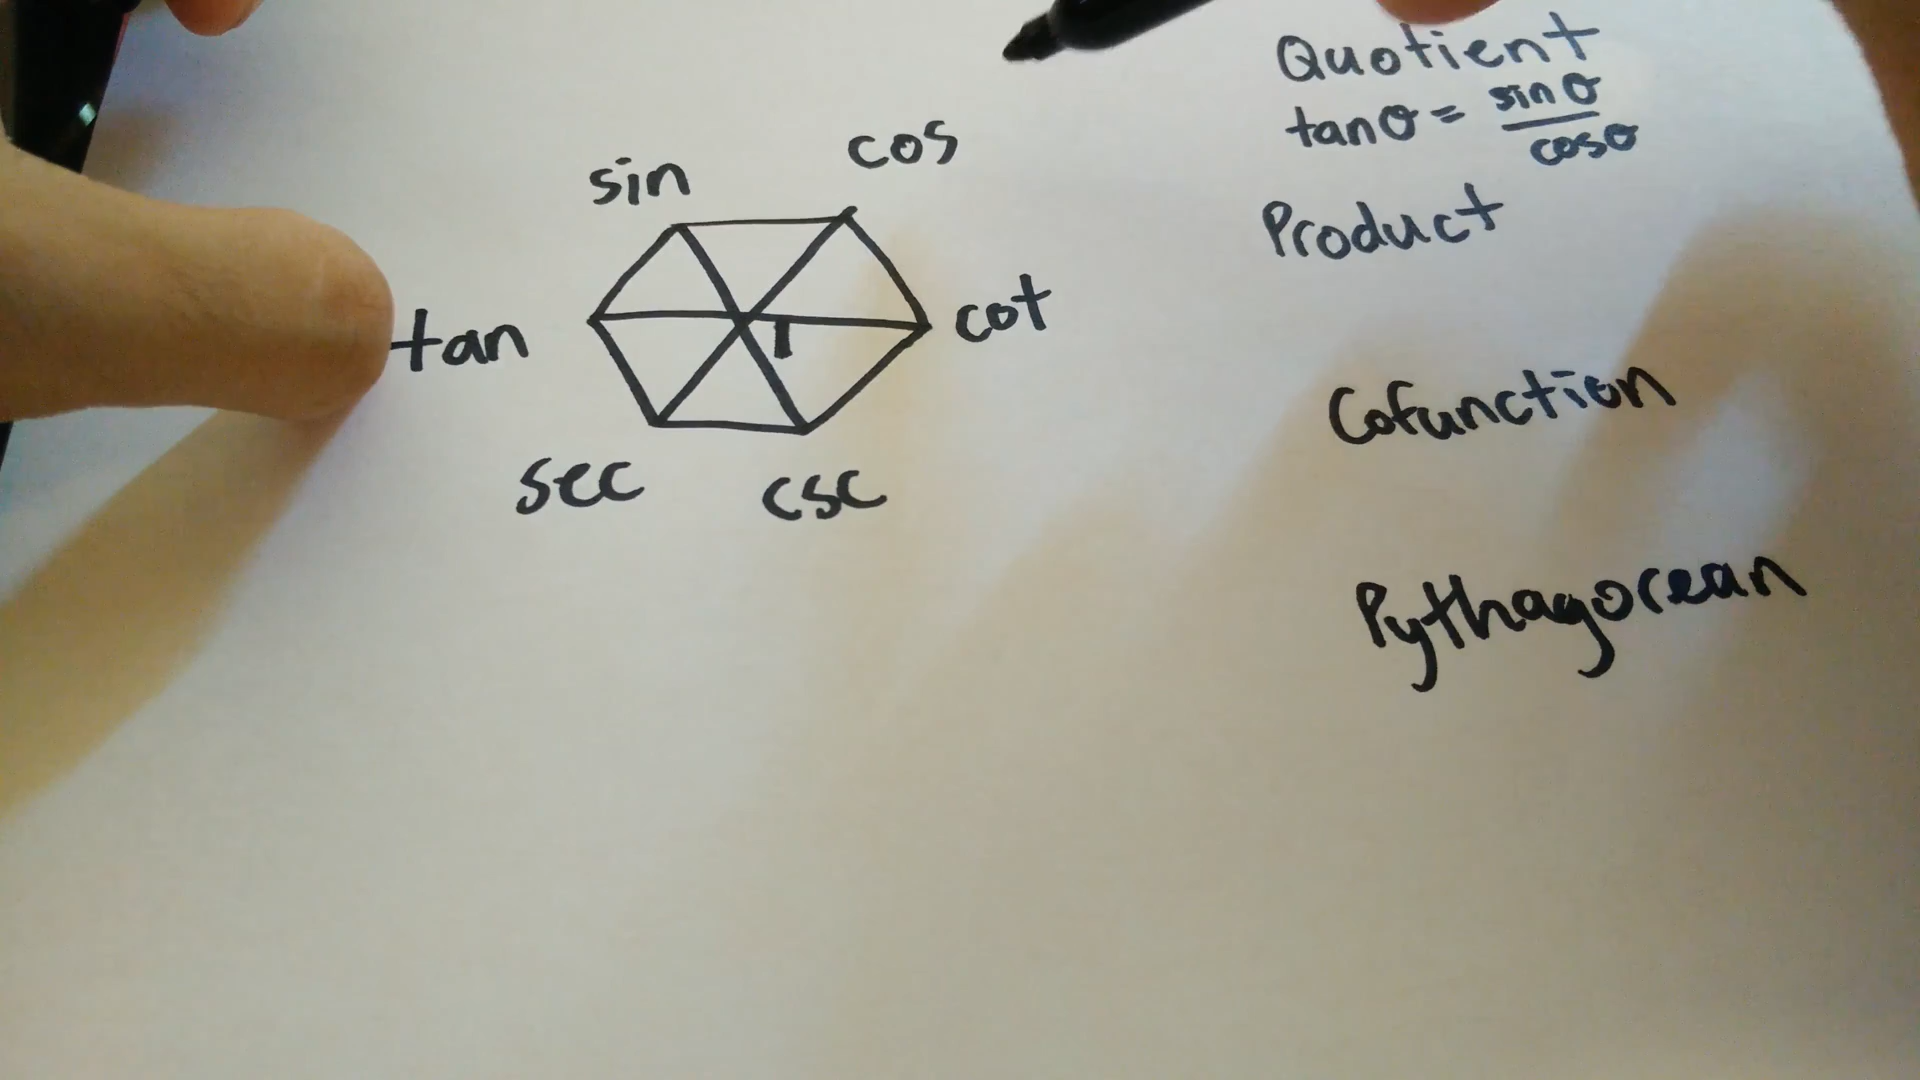 sin
cos
tan
cot
1
sec
csc
Quotient
tanθ = sinθ/cosθ
Product
Cofunction
Pythagorean